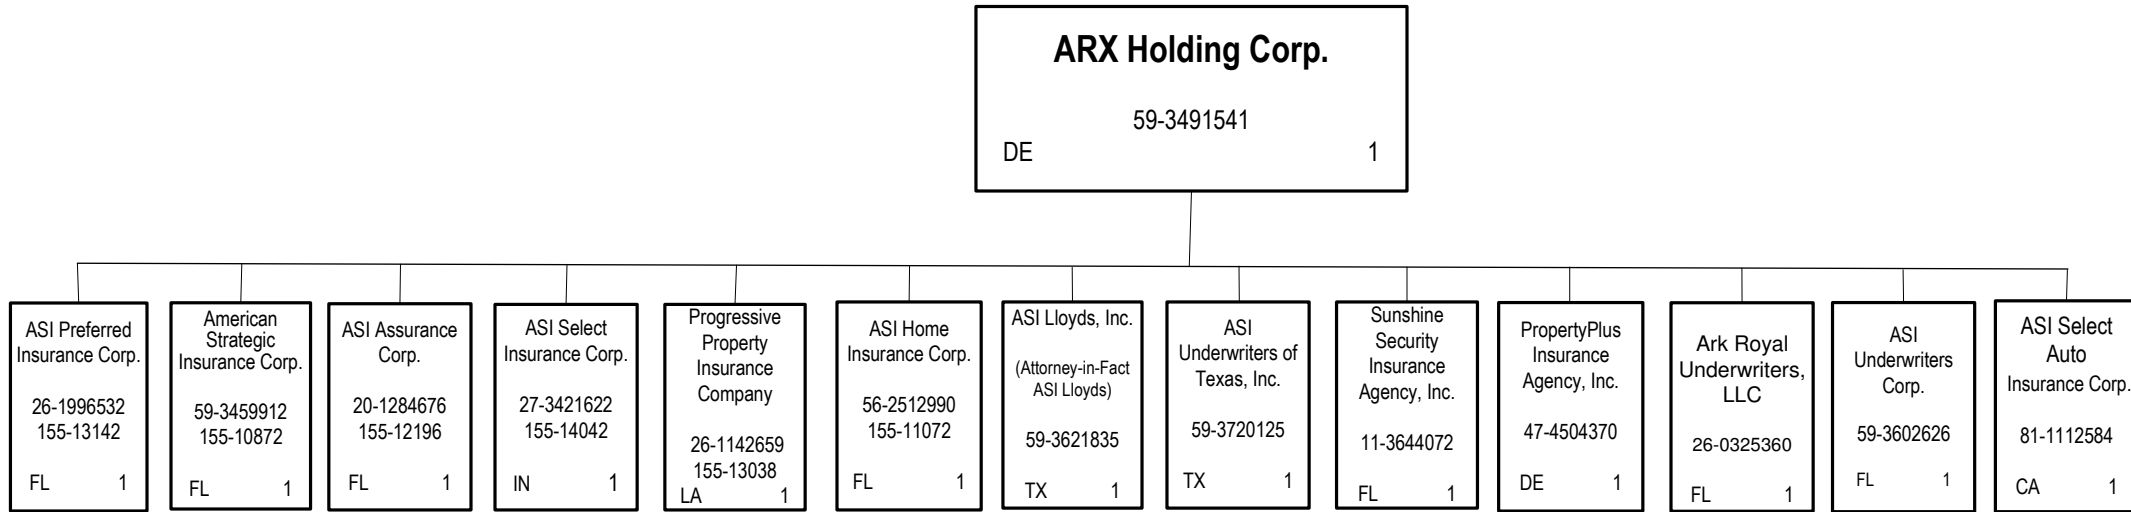 ARX Holding Corp.
59-3491541
DE 1
ASI Preferred
Insurance Corp.
26-1996532
155-13142
FL 1
American
Strategic
Insurance Corp.
59-3459912
155-10872
FL 1
ASI Assurance
Corp.
20-1284676
155-12196
FL 1
ASI Select
Insurance Corp.
27-3421622
155-14042
IN 1
Progressive
Property
Insurance
Company
26-1142659
155-13038
LA 1
ASI Home
Insurance Corp.
56-2512990
155-11072
FL 1
ASI Lloyds, Inc.
(Attorney-in-Fact
ASI Lloyds)
59-3621835
TX 1
ASI
Underwriters of
Texas, Inc.
59-3720125
TX 1
Sunshine
Security
Insurance
Agency, Inc.
11-3644072
FL 1
PropertyPlus
Insurance
Agency, Inc.
47-4504370
DE 1
Ark Royal
Underwriters,
LLC
26-0325360
FL 1
ASI
Underwriters
Corp.
59-3602626
FL 1
ASI Select
Auto
Insurance Corp.
81-1112584
CA 1